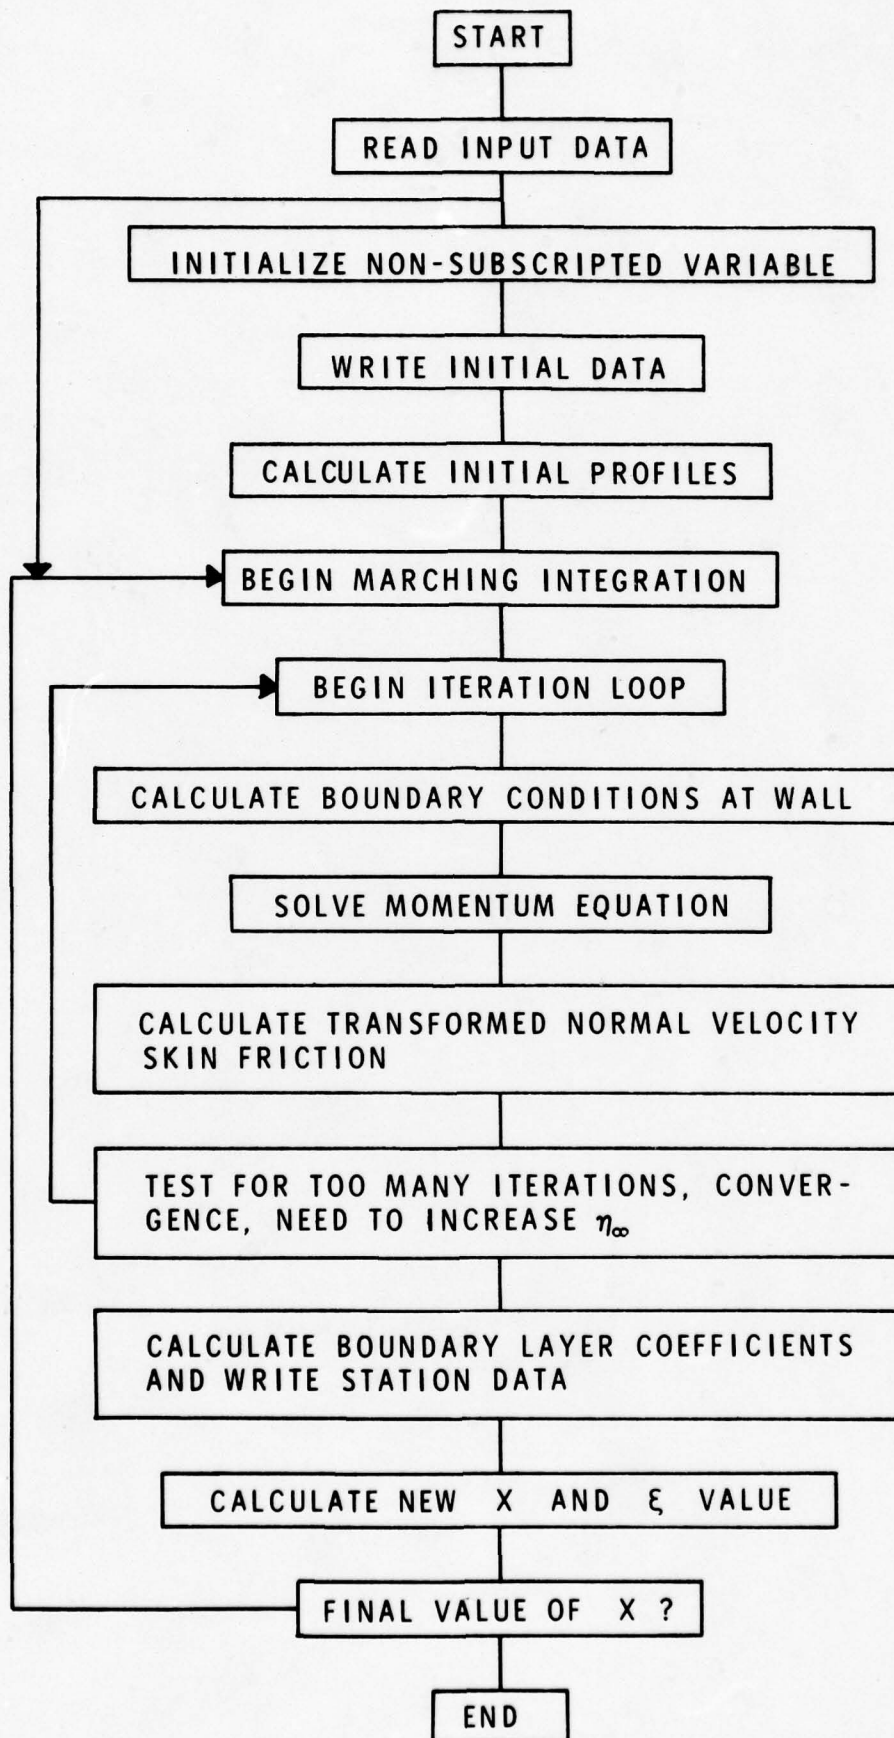 START
READ INPUT DATA
INITIALIZE NON-SUBSCRIPTED VARIABLE
WRITE INITIAL DATA
CALCULATE INITIAL PROFILES
BEGIN MARCHING INTEGRATION
BEGIN ITERATION LOOP
CALCULATE BOUNDARY CONDITIONS AT WALL
SOLVE MOMENTUM EQUATION
CALCULATE TRANSFORMED NORMAL VELOCITY
SKIN FRICTION
TEST FOR TOO MANY ITERATIONS, CONVER-
GENCE, NEED TO INCREASE η∞
CALCULATE BOUNDARY LAYER COEFFICIENTS
AND WRITE STATION DATA
CALCULATE NEW X AND ξ VALUE
FINAL VALUE OF X ?
END